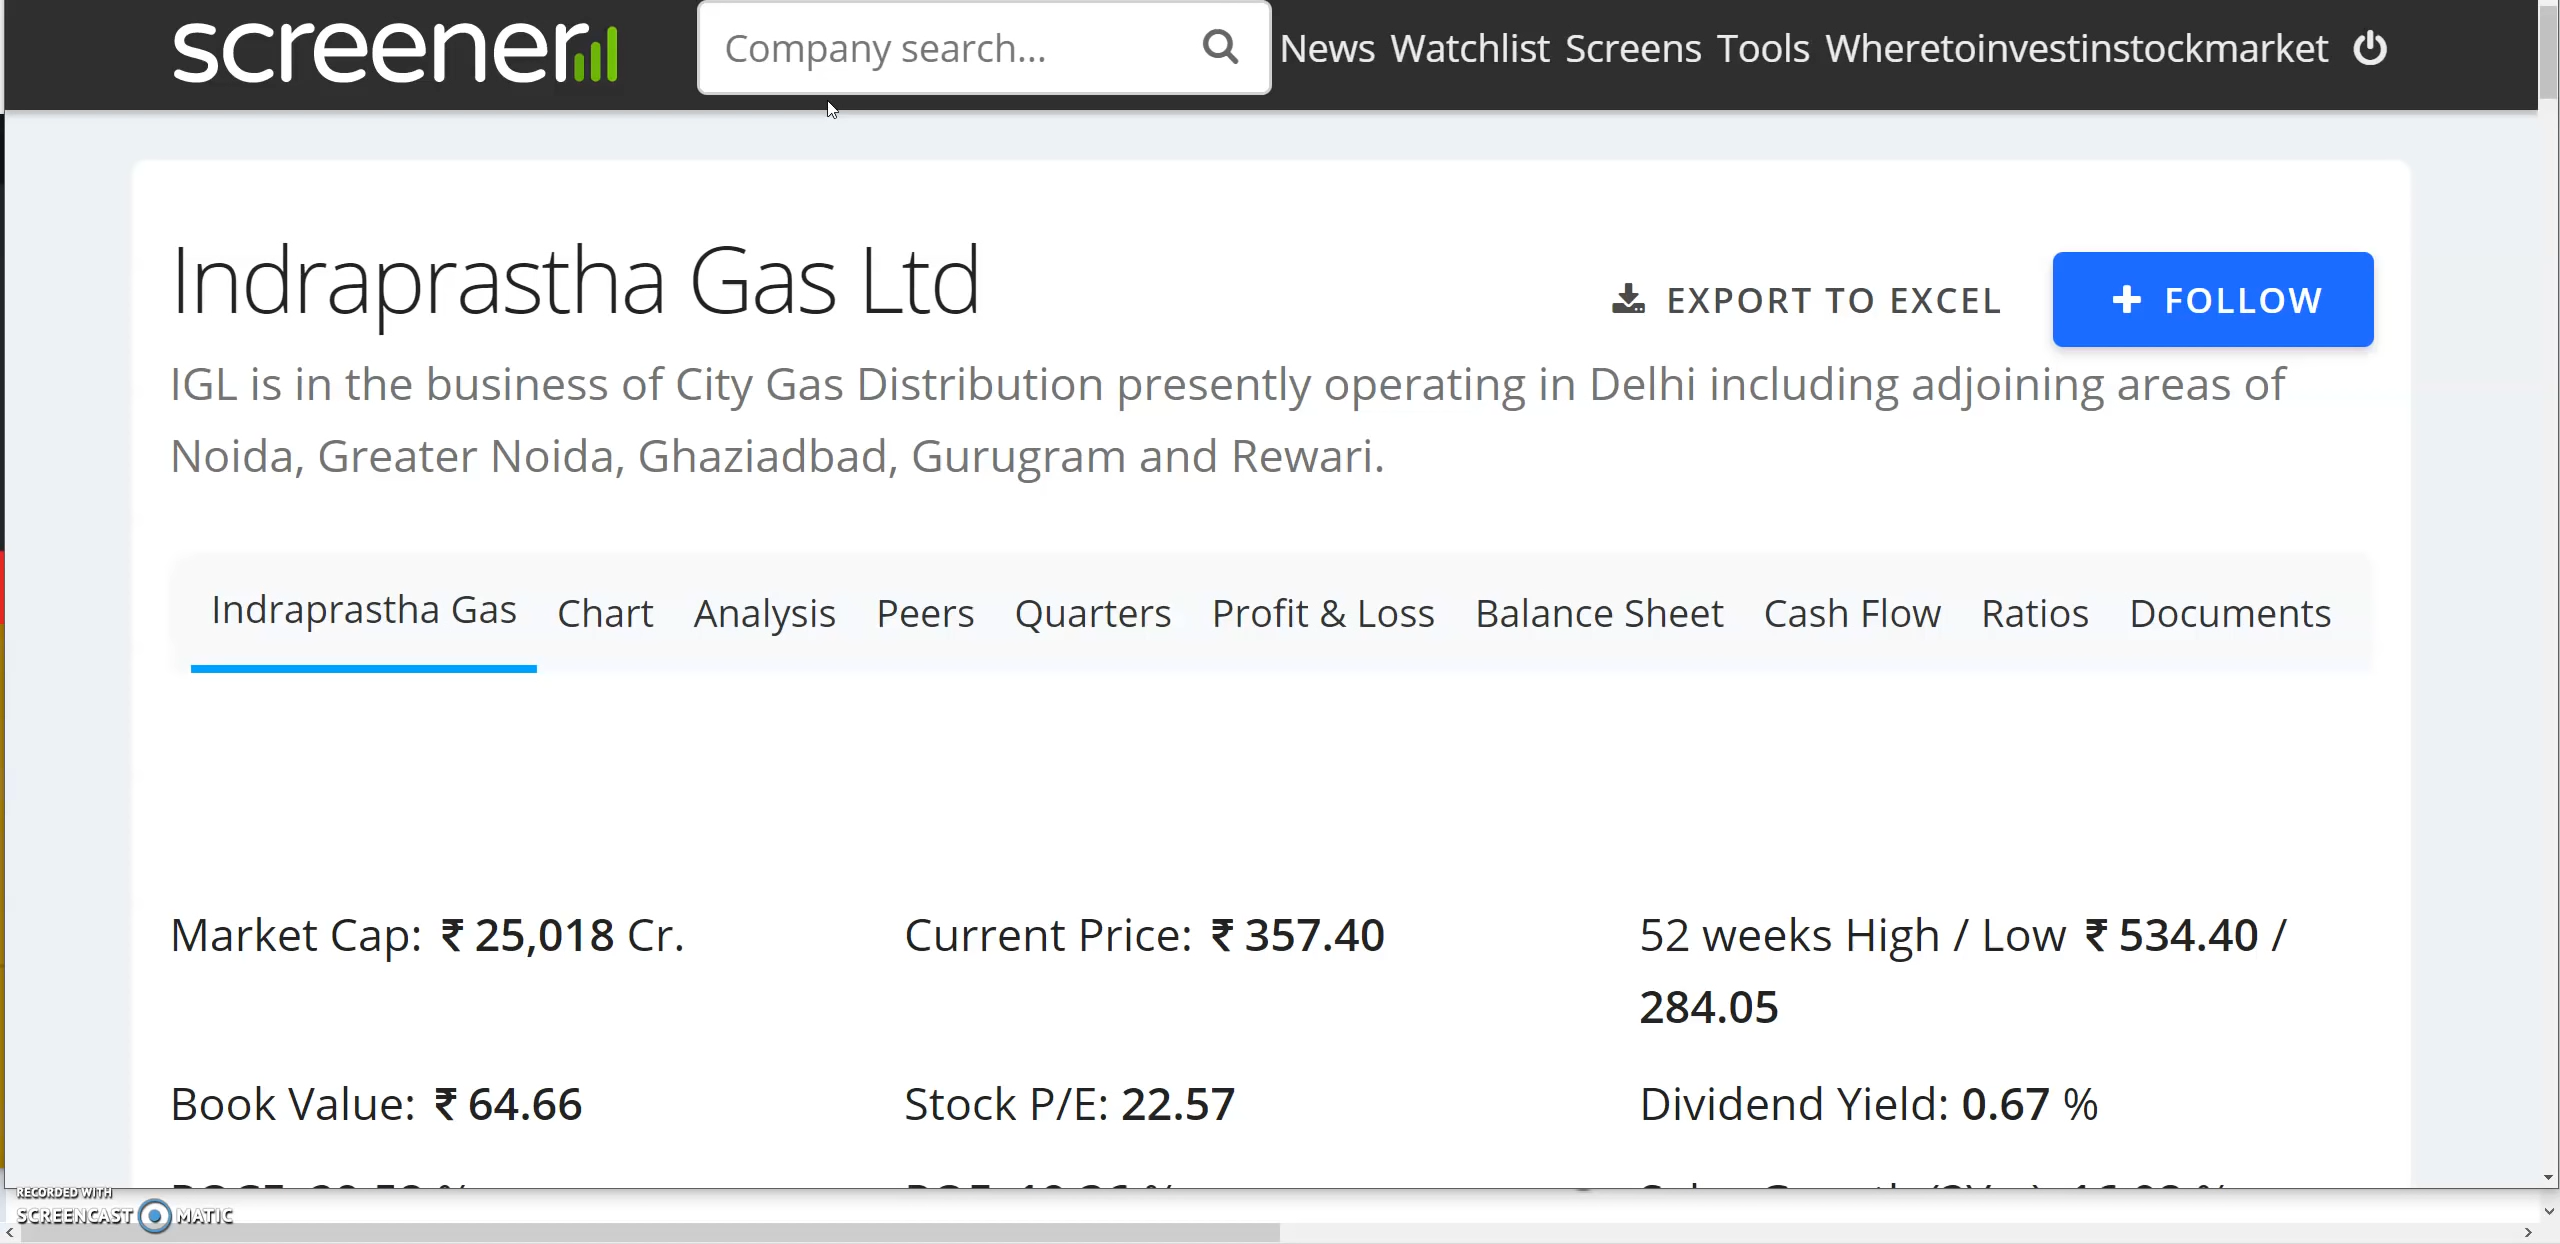 screener
Company search... News Watchlist Screens Tools Wheretoinvestinstockmarket
Indraprastha Gas Ltd
EXPORT TO EXCEL + FOLLOW
IGL is in the business of City Gas Distribution presently operating in Delhi including adjoining areas of
Noida, Greater Noida, Ghaziadbad, Gurugram and Rewari.
Indraprastha Gas Chart Analysis Peers Quarters Profit & Loss Balance Sheet Cash Flow Ratios Documents
Market Cap: ₹ 25,018 Cr.
Current Price: ₹ 357.40
52 weeks High / Low ₹ 534.40 /
284.05
Book Value: ₹ 64.66
Stock P/E: 22.57
Dividend Yield: 0.67 %
RECORDED WITH
SCREENCAST MATIC